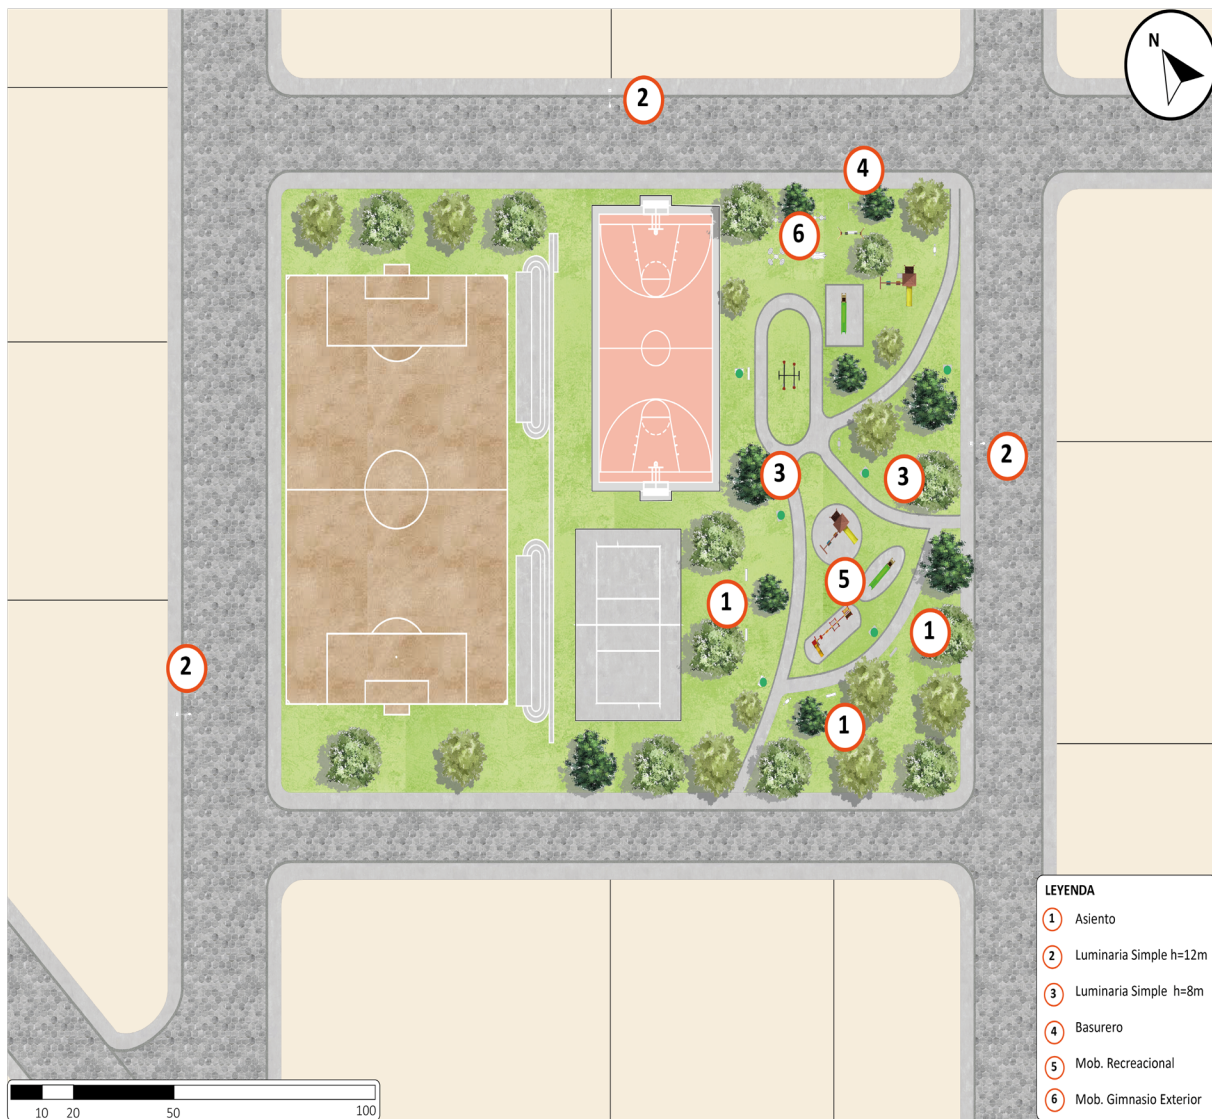 N
2
4
6
2
3
3
5
1
1
2
1
LEYENDA
1 Asiento
2 Luminaria Simple h=12m
3 Luminaria Simple h=8m
4 Basurero
5 Mob. Recreacional
6 Mob. Gimnasio Exterior
10 20 50 100